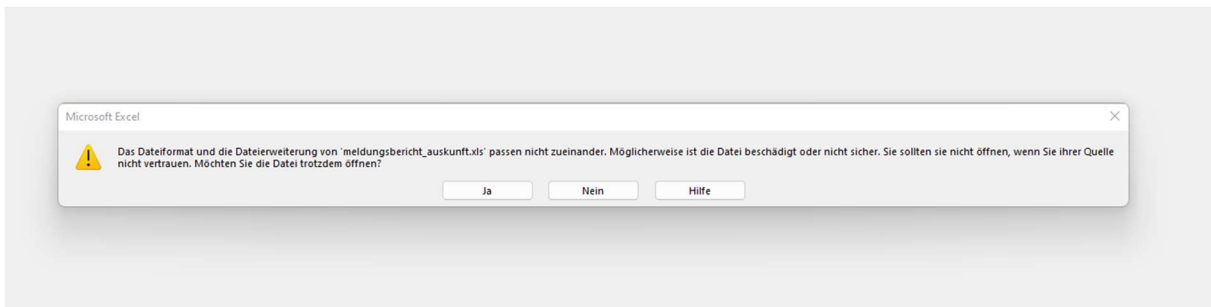 Microsoft Excel
Das Dateiformat und die Dateierweiterung von 'meldungsbericht_auskunft.xls' passen nicht zueinander. Möglicherweise ist die Datei beschädigt oder nicht sicher. Sie sollten sie nicht öffnen, wenn Sie ihrer Quelle
nicht vertrauen. Möchten Sie die Datei trotzdem öffnen?
Ja Nein Hilfe